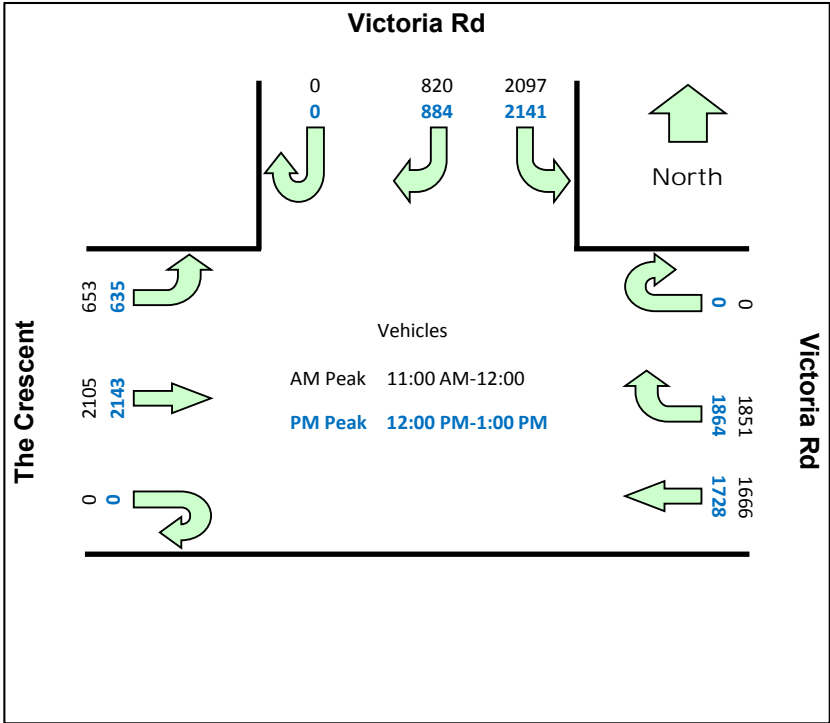 Victoria Rd
0 820 2097
0 884 2141
North
653
635
0
0
Vehicles
The Crescent
2105
2143
AM Peak 11:00 AM-12:00
PM Peak 12:00 PM-1:00 PM
1864
1851
Victoria Rd
0
0
1728
1666